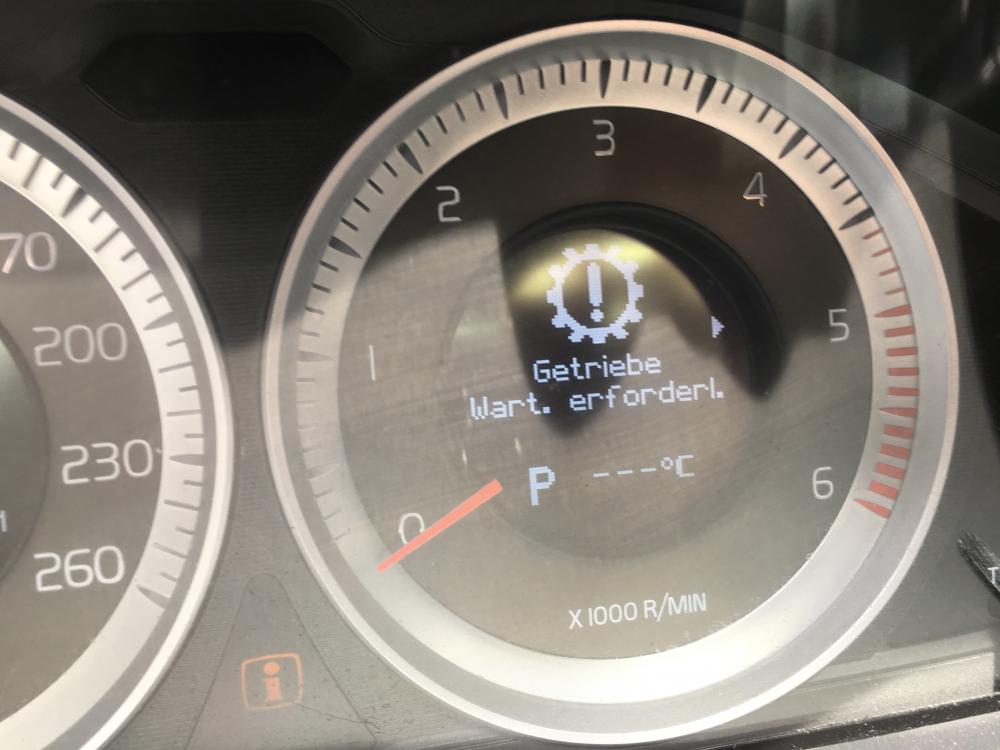 3
2
4
70
1
5
200
Getriebe
Wart. erforderl.
230
P ---°C
6
0
260
X 1000 R/MIN
i